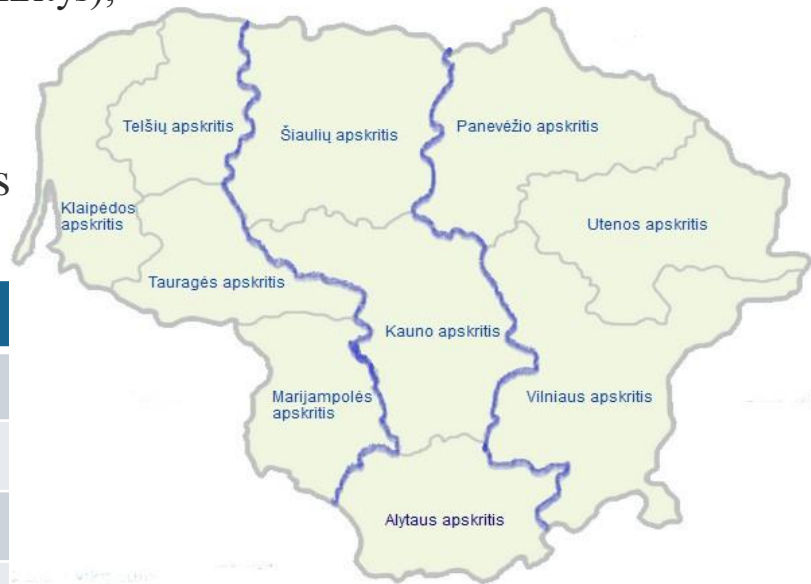 Telšių apskritis
Šiaulių apskritis
Panevėžio apskritis
Klaipėdos
apskritis
Utenos apskritis
Tauragės apskritis
Kauno apskritis
Marijampolės
apskritis
Vilniaus apskritis
Alytaus apskritis